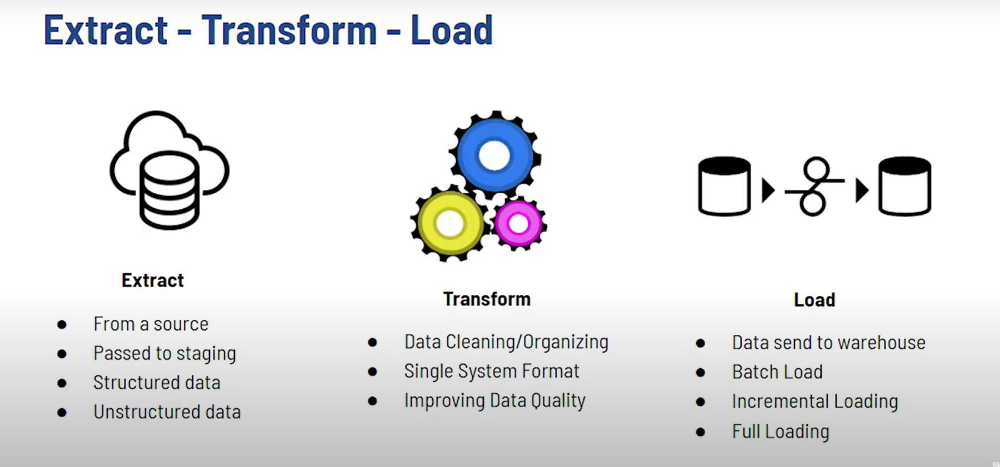 Extract - Transform - Load
Extract
From a source
Passed to staging
Structured data
Unstructured data
Transform
Data Cleaning/Organizing
Single System Format
Improving Data Quality
Load
Data send to warehouse
Batch Load
Incremental Loading
Full Loading